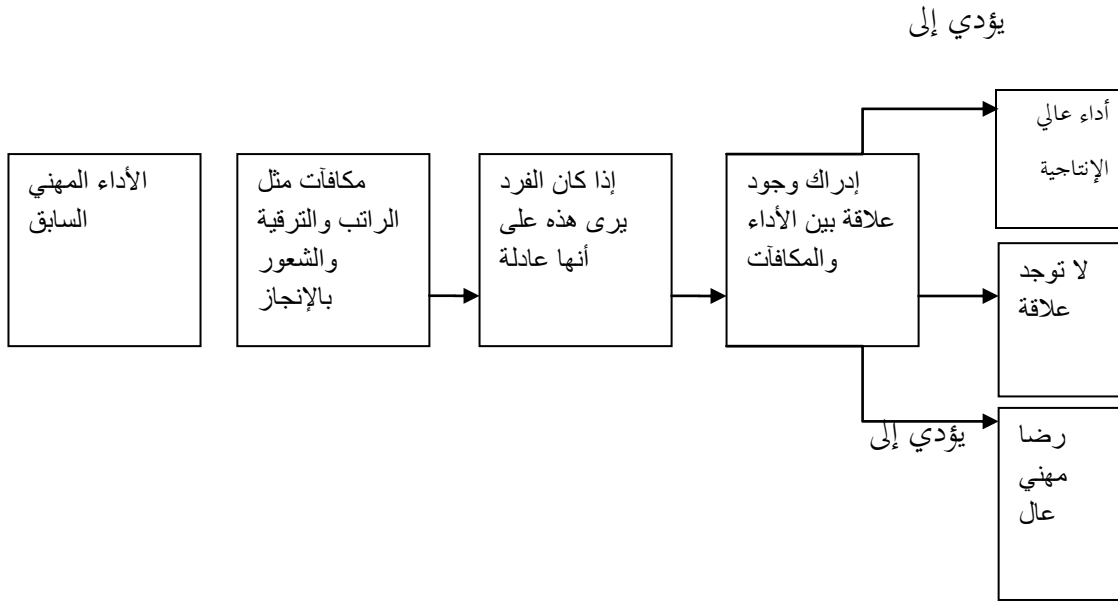 يؤدي إلى
أداء عالي
الإنتاجية
الأداء المهني
السابق
مكافآت مثل
الراتب والترقية
والشعور
بالإنجاز
إذا كان الفرد
يرى هذه على
أنها عادلة
إدراك وجود
علاقة بين الأداء
والمكافآت
لا توجد
علاقة
يؤدي إلى
رضا
مهني
عال